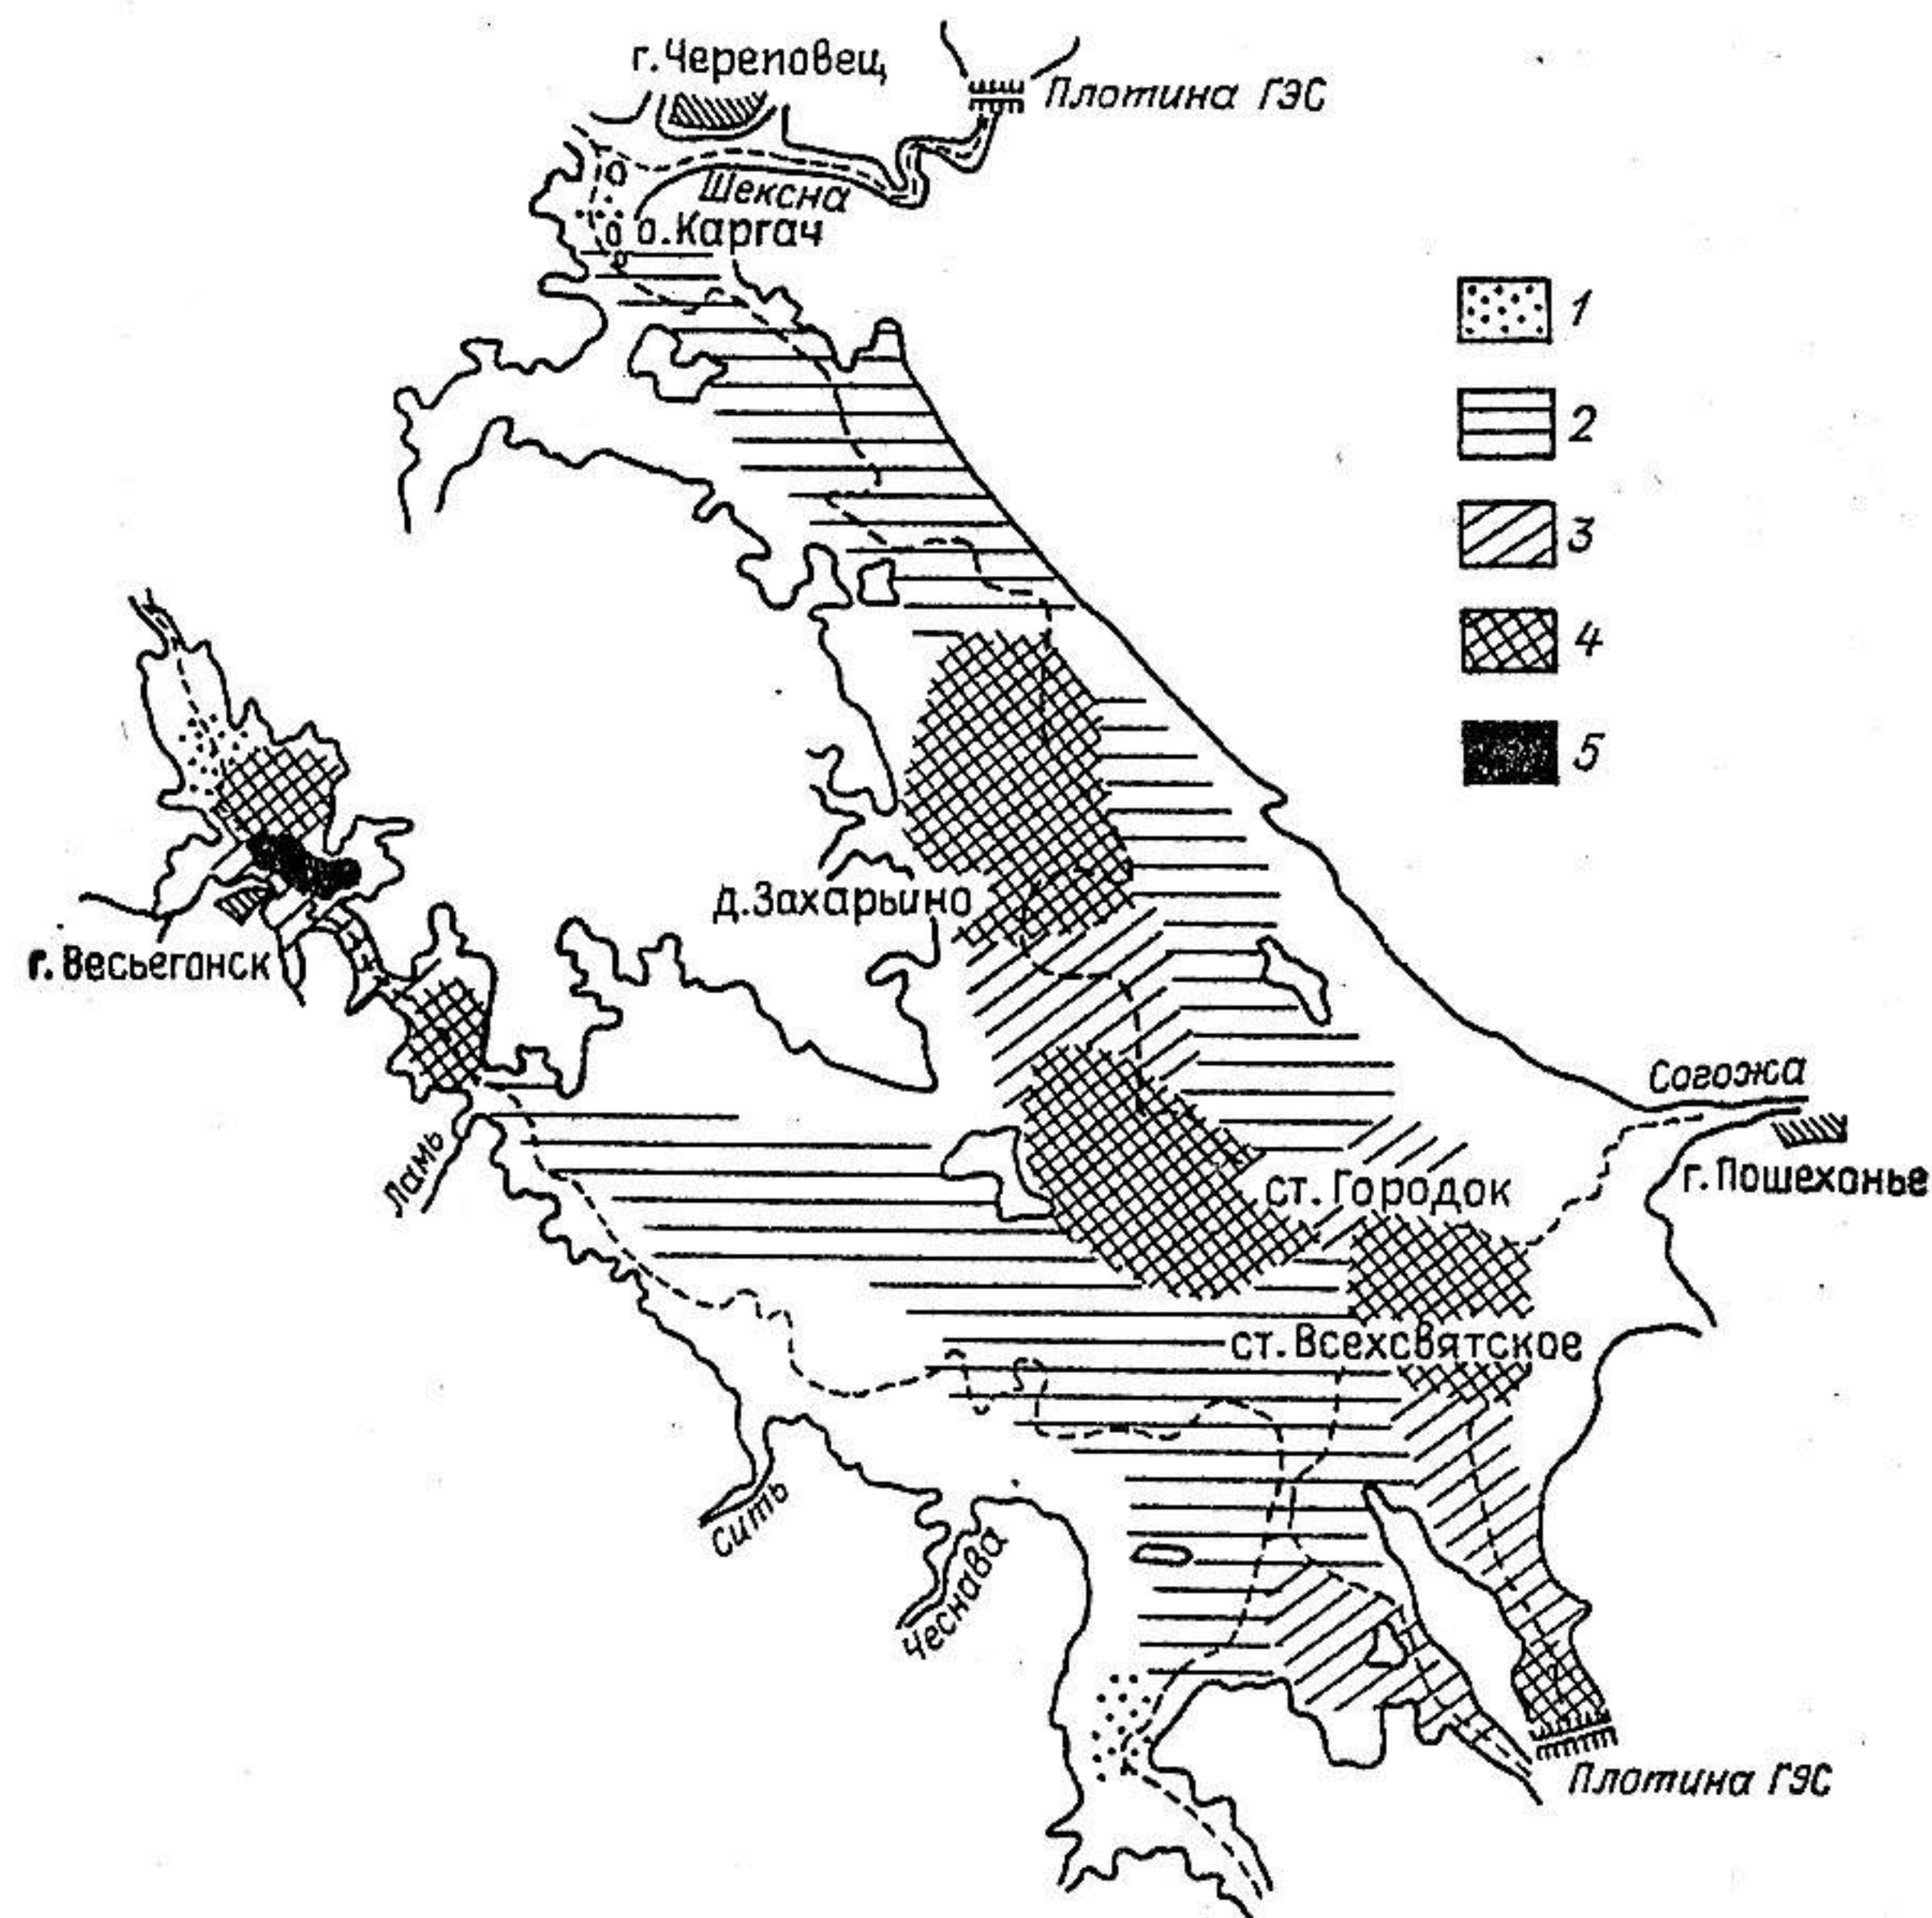 г.Череповец
Плотина ГЭС
Шексна
о.Каргач
1
2
3
4
5
д.Захарьино
г.Весьегонск
Согожа
Ламь
г.Пошехонье
ст.Городок
ст.Всехсвятское
Сить
Чеснава
Плотина ГЭС